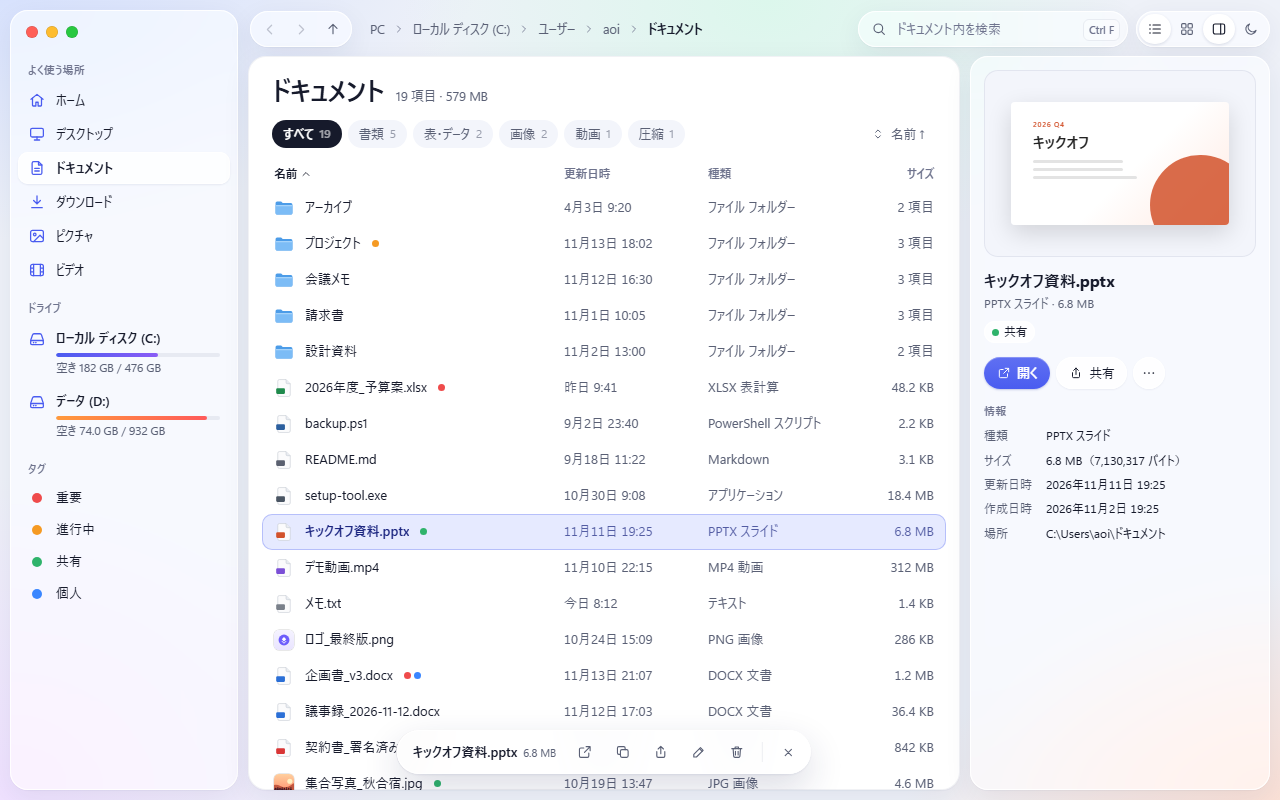 よく使う場所
ホーム
デスクトップ
ドキュメント
ダウンロード
ピクチャ
ビデオ
ドライブ
ローカル ディスク (C:)
空き 182 GB / 476 GB
データ (D:)
空き 74.0 GB / 932 GB
タグ
重要
進行中
共有
個人
PC ローカル ディスク (C:) ユーザー aoi ドキュメント
ドキュメント内を検索 Ctrl F
ドキュメント 19 項目 · 579 MB
すべて 19 書類 5 表・データ 2 画像 2 動画 1 圧縮 1 名前 ↑
名前 更新日時 種類 サイズ
アーカイブ 4月3日 9:20 ファイル フォルダー 2 項目
プロジェクト 11月13日 18:02 ファイル フォルダー 3 項目
会議メモ 11月12日 16:30 ファイル フォルダー 3 項目
請求書 11月1日 10:05 ファイル フォルダー 3 項目
設計資料 11月2日 13:00 ファイル フォルダー 2 項目
2026年度_予算案.xlsx 昨日 9:41 XLSX 表計算 48.2 KB
backup.ps1 9月2日 23:40 PowerShell スクリプト 2.2 KB
README.md 9月18日 11:22 Markdown 3.1 KB
setup-tool.exe 10月30日 9:08 アプリケーション 18.4 MB
キックオフ資料.pptx 11月11日 19:25 PPTX スライド 6.8 MB
デモ動画.mp4 11月10日 22:15 MP4 動画 312 MB
メモ.txt 今日 8:12 テキスト 1.4 KB
ロゴ_最終版.png 10月24日 15:09 PNG 画像 286 KB
企画書_v3.docx 11月13日 21:07 DOCX 文書 1.2 MB
議事録_2026-11-12.docx 11月12日 17:03 DOCX 文書 36.4 KB
契約書_署名済み 842 KB
集合写真_秋合宿.jpg 10月19日 13:47 JPG 画像 4.6 MB
キックオフ資料.pptx 6.8 MB
2026 Q4
キックオフ
キックオフ資料.pptx
PPTX スライド · 6.8 MB
共有
開く 共有
情報
種類 PPTX スライド
サイズ 6.8 MB（7,130,317 バイト）
更新日時 2026年11月11日 19:25
作成日時 2026年11月2日 19:25
場所 C:\Users\aoi\ドキュメント